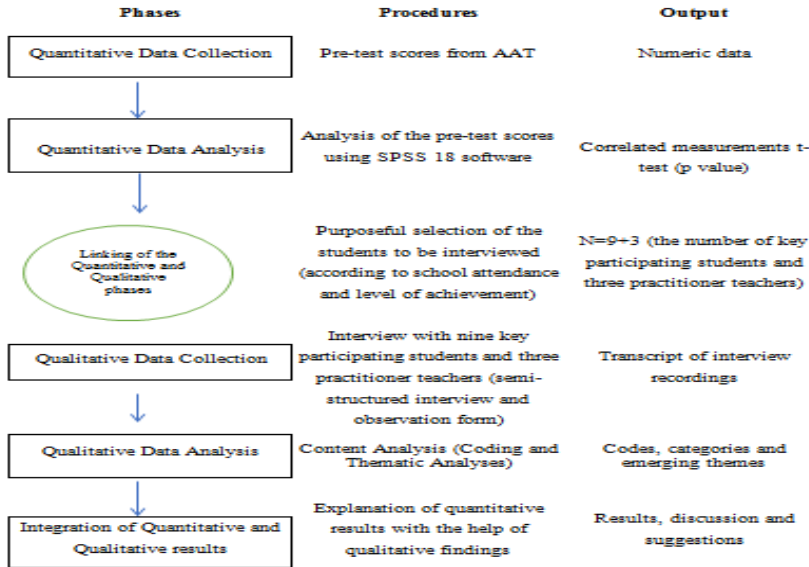 Phases Procedures Output
Quantitative Data Collection Pre-test scores from AAT Numeric data
Quantitative Data Analysis
Analysis of the pre-test scores
using SPSS 18 software
Correlated measurements t-
test (p value)
Linking of the
Quantitative and
Qualitative
phases
Purposeful selection of the
students to be interviewed
(according to school attendance
and level of achievement)
N=9+3 (the number of key
participating students and
three practitioner teachers)
Qualitative Data Collection
Interview with nine key
participating students and three
practitioner teachers (semi-
structured interview and
observation form)
Transcript of interview
recordings
Qualitative Data Analysis
Content Analysis (Coding and
Thematic Analyses)
Codes, categories and
emerging themes
Integration of Quantitative and
Qualitative results
Explanation of quantitative
results with the help of
qualitative findings
Results, discussion and
suggestions